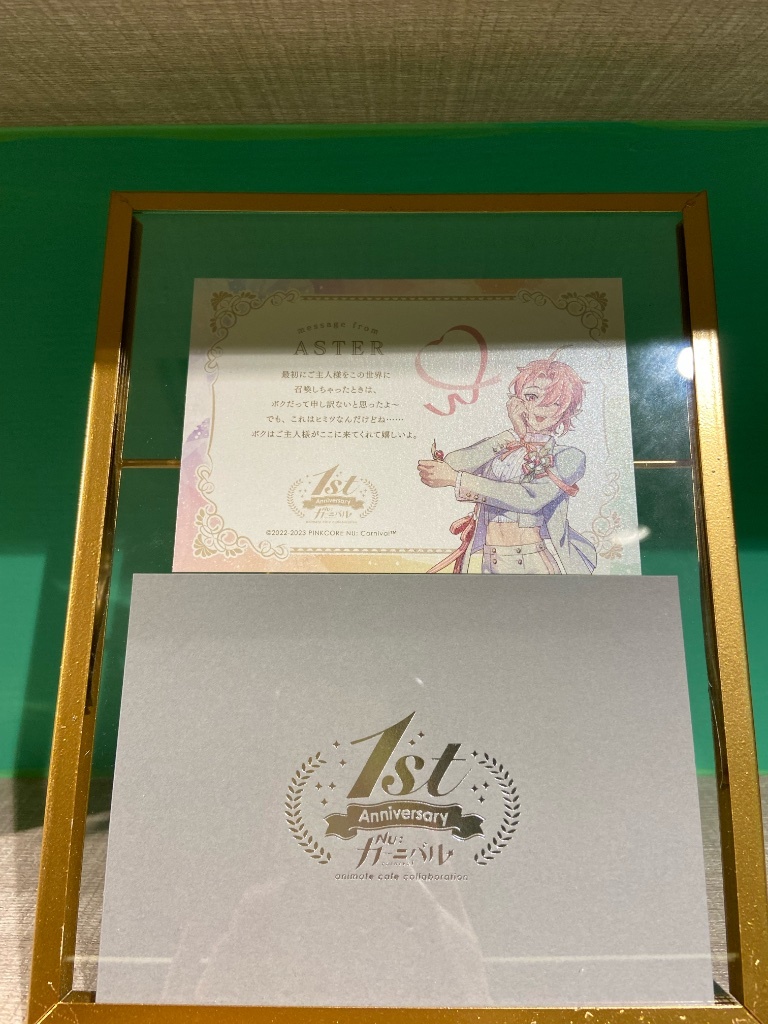 message from
ASTER
最初にご主人様をこの世界に
召喚しちゃったときは、
ボクだって申し訳ないと思ったよ～
でも、これはヒミツなんだけどね……
ボクはご主人様がここに来てくれて嬉しいよ。
1st
Anniversary
NU:
カーニバル
©2022-2023 PINKCORE NU: Carnival™
1st
Anniversary
NU:
カーニバル
animate cafe collaboration